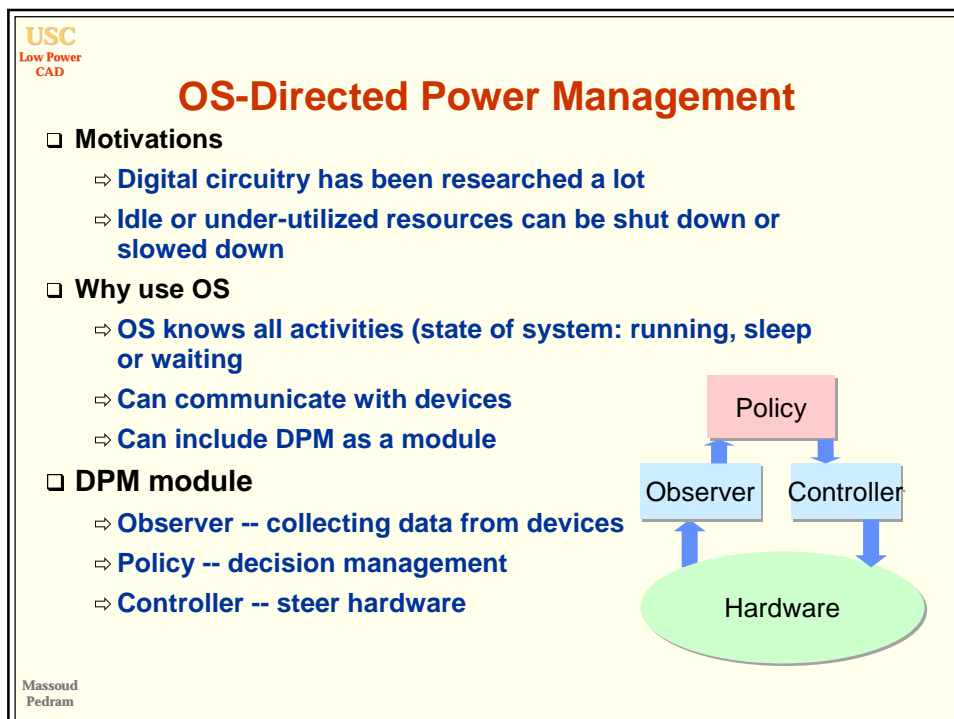 USC
Low Power
CAD
OS-Directed Power Management
Motivations
Digital circuitry has been researched a lot
Idle or under-utilized resources can be shut down or
slowed down
Why use OS
OS knows all activities (state of system: running, sleep
or waiting
Can communicate with devices
Can include DPM as a module
DPM module
Observer -- collecting data from devices
Policy -- decision management
Controller -- steer hardware
Policy
Observer
Controller
Hardware
Massoud
Pedram